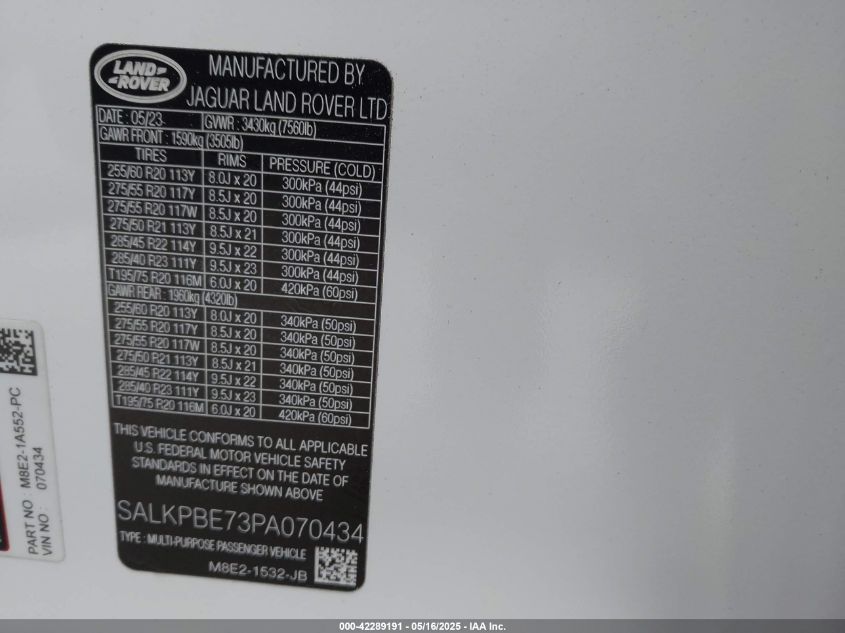 LAND ROVER
MANUFACTURED BY
JAGUAR LAND ROVER LTD
DATE : 05/23 GVWR : 3430kg (7560lb)
GAWR FRONT : 1590kg (3505lb)
TIRES RIMS PRESSURE (COLD)
255/60 R20 113Y 8.0J x 20 300kPa (44psi)
275/55 R20 117Y 8.5J x 20 300kPa (44psi)
275/55 R20 117W 8.5J x 20 300kPa (44psi)
275/50 R21 113Y 8.5J x 21 300kPa (44psi)
285/45 R22 114Y 9.5J x 22 300kPa (44psi)
285/40 R23 111Y 9.5J x 23 300kPa (44psi)
T195/75 R20 116M 6.0J x 20 420kPa (60psi)
GAWR REAR : 1960kg (4320lb)
255/60 R20 113Y 8.0J x 20 340kPa (50psi)
275/55 R20 117Y 8.5J x 20 340kPa (50psi)
275/55 R20 117W 8.5J x 20 340kPa (50psi)
275/50 R21 113Y 8.5J x 21 340kPa (50psi)
285/45 R22 114Y 9.5J x 22 340kPa (50psi)
285/40 R23 111Y 9.5J x 23 340kPa (50psi)
T195/75 R20 116M 6.0J x 20 420kPa (60psi)
THIS VEHICLE CONFORMS TO ALL APPLICABLE
U.S. FEDERAL MOTOR VEHICLE SAFETY
STANDARDS IN EFFECT ON THE DATE OF
MANUFACTURE SHOWN ABOVE
SALKPBE73PA070434
TYPE : MULTI-PURPOSE PASSENGER VEHICLE
M8E2-1532-JB
PART NO : M8E2-1A552-PC
VIN NO : 070434
000-42289191 - 05/16/2025 - IAA Inc.